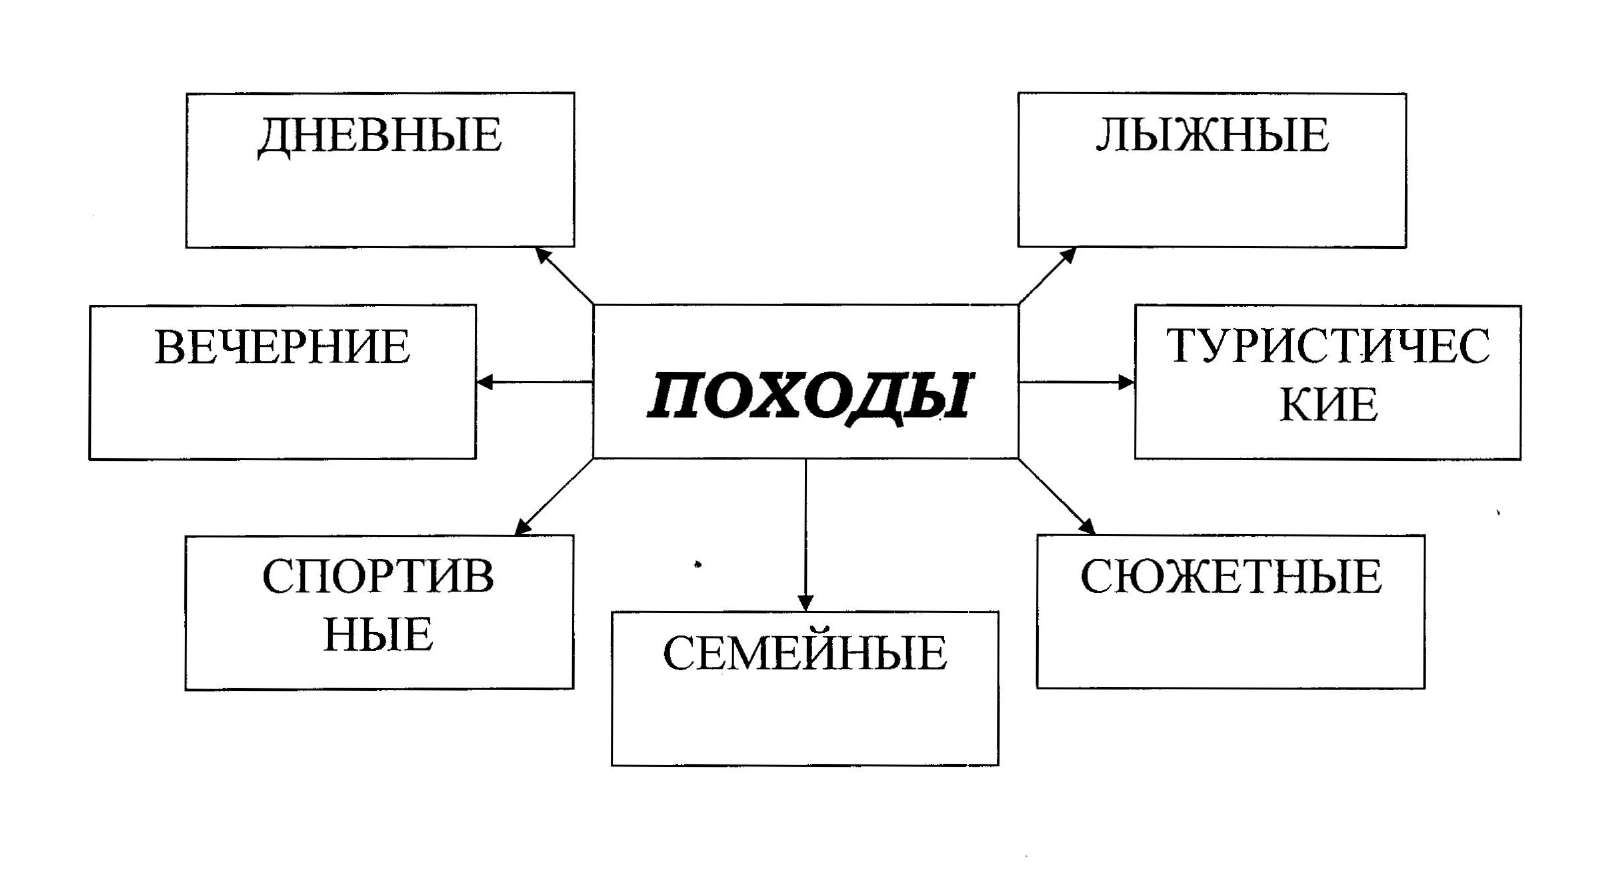 ДНЕВНЫЕ
ЛЫЖНЫЕ
ВЕЧЕРНИЕ
ПОХОДЫ
ТУРИСТИЧЕС
КИЕ
СПОРТИВ
НЫЕ
СЕМЕЙНЫЕ
СЮЖЕТНЫЕ